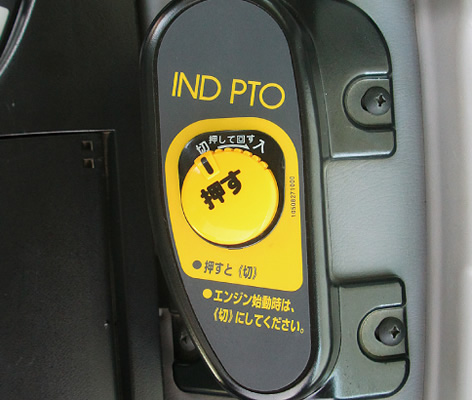 IND PTO
押して回す
切 入
押す
●押すと《切》
●エンジン始動時は、
《切》にしてください。